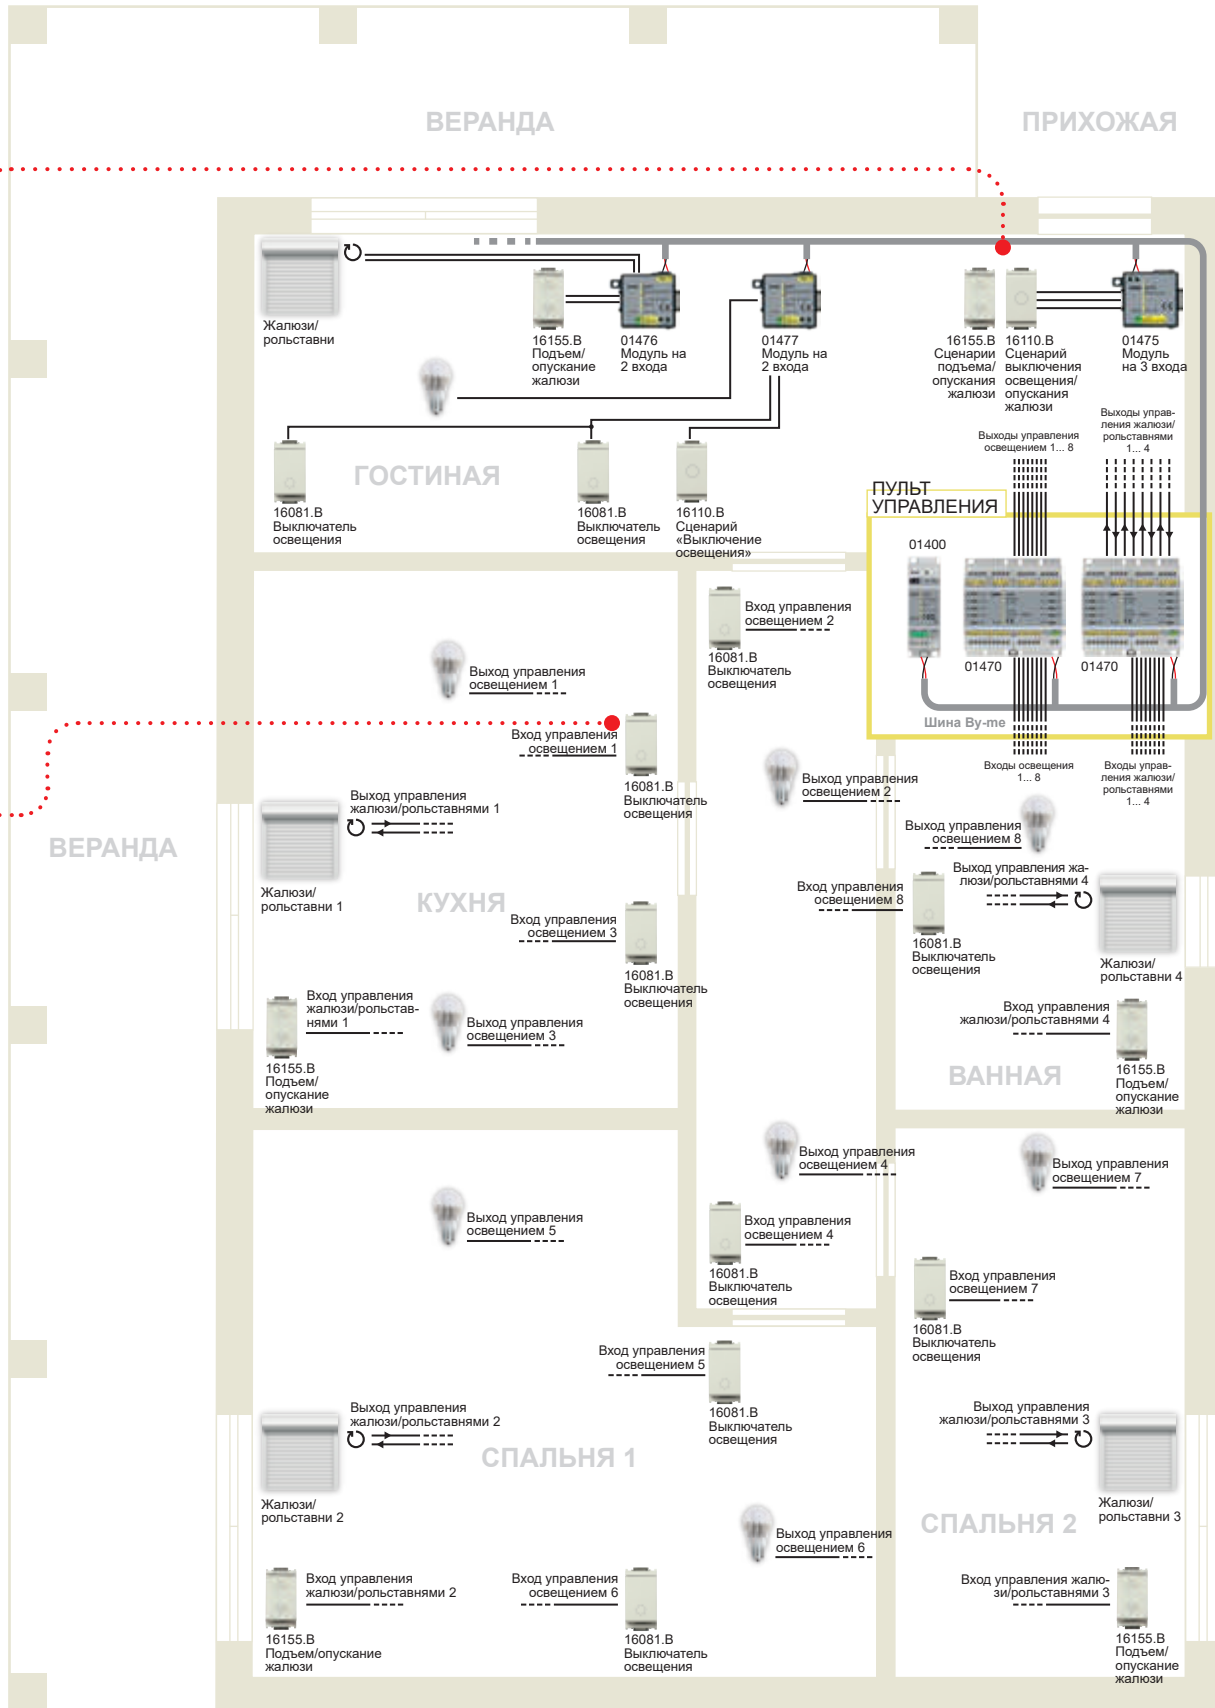 ВЕРАНДА
ПРИХОЖАЯ
Жалюзи/
рольставни
16155.B
Подъем/
опускание
жалюзи
01476
Модуль на
2 входа
01477
Модуль на
2 входа
16155.B
Сценарии
подъема/
опускания
жалюзи
16110.B
Сценарий
выключения
освещения/
опускания
жалюзи
01475
Модуль
на 3 входа
Выходы управления
освещением 1... 8
Выходы управ-
ления жалюзи/
рольставнями
1... 4
ГОСТИНАЯ
16081.B
Выключатель
освещения
16081.B
Выключатель
освещения
16110.B
Сценарий
«Выключение
освещения»
ПУЛЬТ
УПРАВЛЕНИЯ
01400
01470
01470
Шина By-me
Входы освещения
1... 8
Входы управ-
ления жалюзи/
рольставнями
1... 4
Вход управления
освещением 2
16081.B
Выключатель
освещения
Выход управления
освещением 1
Вход управления
освещением 1
16081.B
Выключатель
освещения
Выход управления
освещением 2
Выход управления
жалюзи/рольставнями 1
Жалюзи/
рольставни 1
ВЕРАНДА
КУХНЯ
Вход управления
освещением 3
16081.B
Выключатель
освещения
Вход управления
жалюзи/рольстав-
нями 1
16155.B
Подъем/
опускание
жалюзи
Выход управления
освещением 3
Выход управления
освещением 8
Вход управления
освещением 8
16081.B
Выключатель
освещения
Выход управления жа-
люзи/рольставнями 4
Жалюзи/
рольставни 4
Вход управления
жалюзи/рольставнями 4
16155.B
Подъем/
опускание
жалюзи
ВАННАЯ
Выход управления
освещением 4
Вход управления
освещением 4
16081.B
Выключатель
освещения
Выход управления
освещением 7
Выход управления
освещением 5
Вход управления
освещением 7
16081.B
Выключатель
освещения
Вход управления
освещением 5
16081.B
Выключатель
освещения
Выход управления
жалюзи/рольставнями 2
Жалюзи/
рольставни 2
СПАЛЬНЯ 1
Выход управления
жалюзи/рольставнями 3
Жалюзи/
рольставни 3
СПАЛЬНЯ 2
Выход управления
освещением 6
Вход управления
жалюзи/рольставнями 2
16155.B
Подъем/опускание
жалюзи
Вход управления
освещением 6
16081.B
Выключатель
освещения
Вход управления жалю-
зи/рольставнями 3
16155.B
Подъем/
опускание
жалюзи